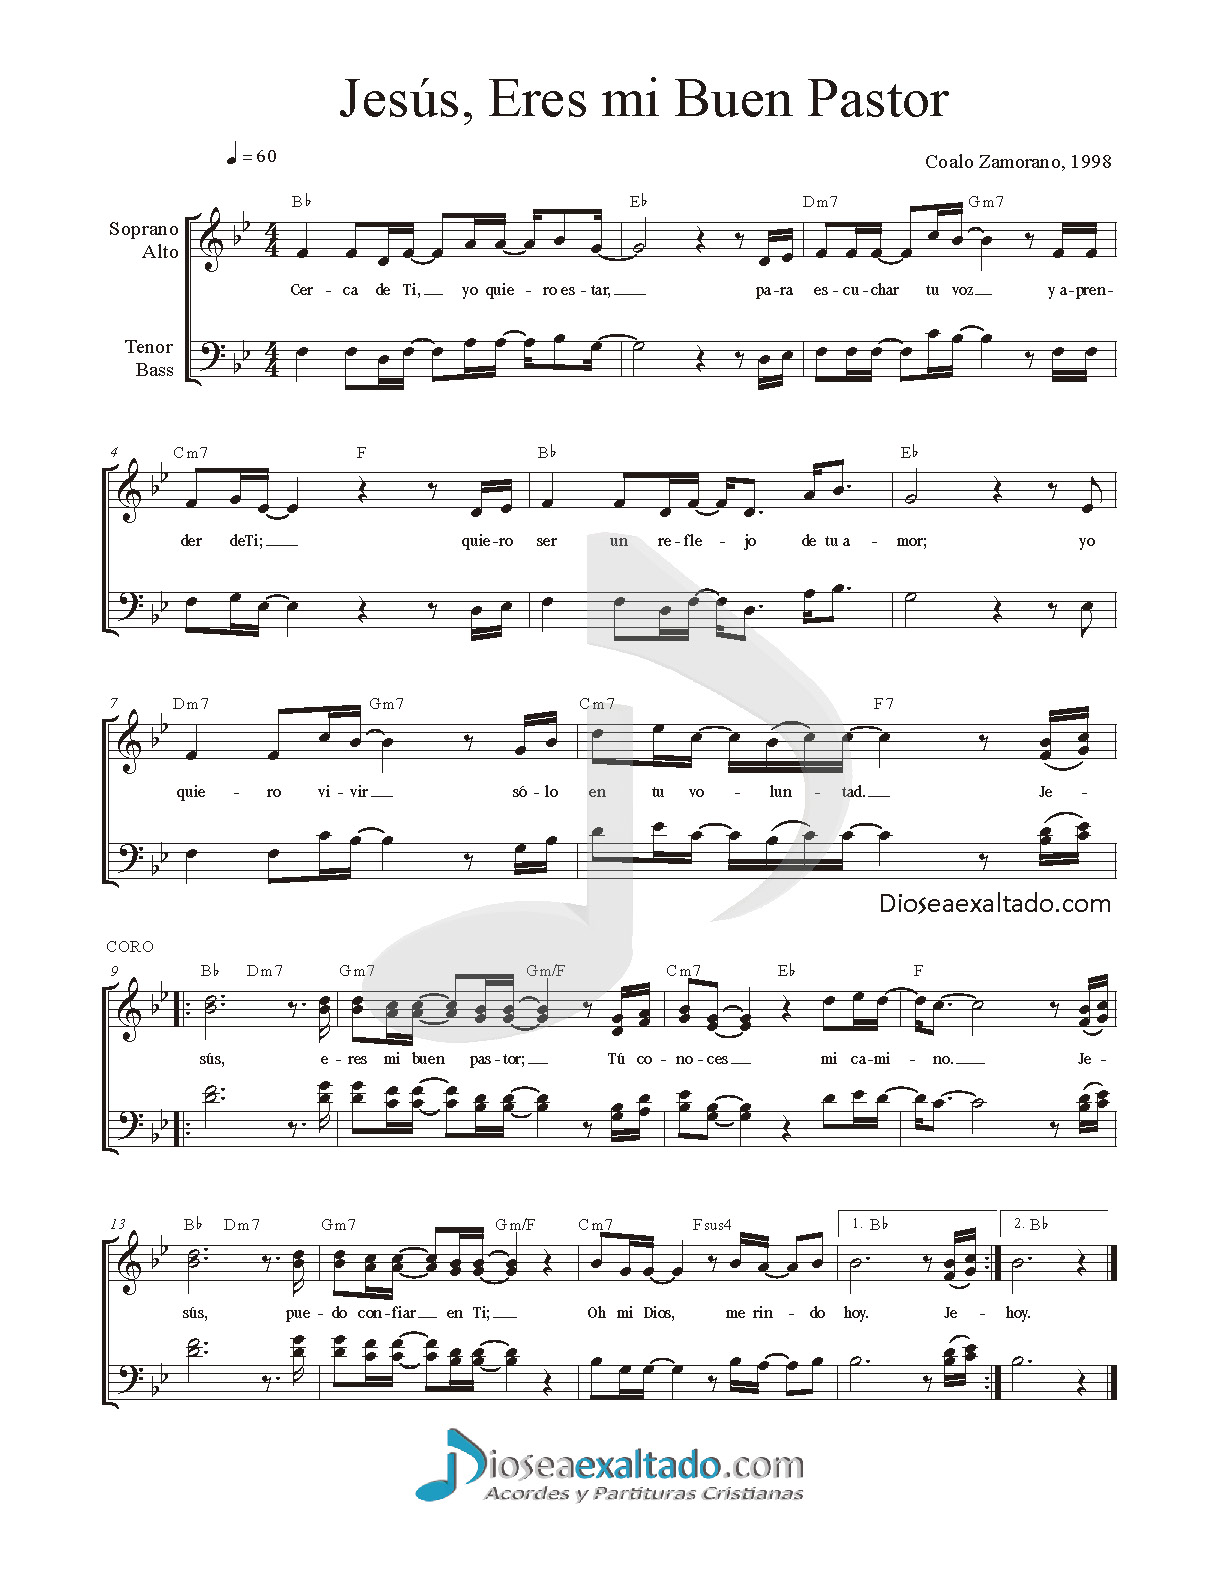 Jesús, Eres mi Buen Pastor
♩ = 60
Coalo Zamorano, 1998
B♭ E♭ Dm7 Gm7
Soprano
Alto
4/4
Cer - ca de Ti, yo quie - ro es - tar, pa - ra es - cu - char tu voz y a - pren -
Tenor
Bass
4/4
4 Cm7 F B♭ E♭
der deTi; quie - ro ser un re - fle - jo de tu a - mor; yo
7 Dm7 Gm7 Cm7 F7
quie - ro vi - vir só - lo en tu vo - lun - tad. Je -
Dioseaexaltado.com
CORO
9 B♭ Dm7 Gm7 Gm/F Cm7 E♭ F
sús, e - res mi buen pas - tor; Tú co - no - ces mi ca - mi - no. Je -
13 B♭ Dm7 Gm7 Gm/F Cm7 Fsus4 1. B♭ 2. B♭
sús, pue - do con - fiar en Ti; Oh mi Dios, me rin - do hoy. Je - hoy.
Dioseaexaltado.com
Acordes y Partituras Cristianas